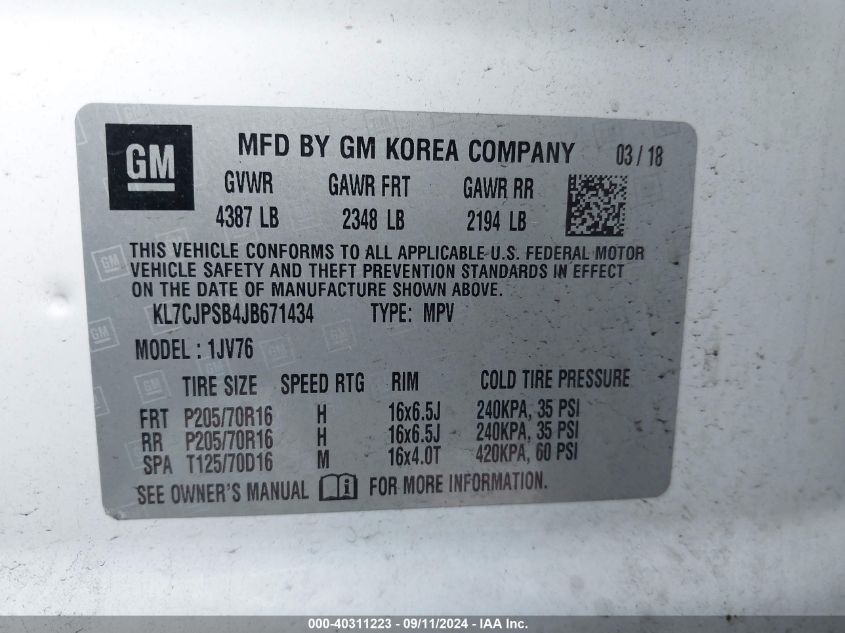 GM MFD BY GM KOREA COMPANY 03 / 18
GVWR GAWR FRT GAWR RR
4387 LB 2348 LB 2194 LB
THIS VEHICLE CONFORMS TO ALL APPLICABLE U.S. FEDERAL MOTOR
VEHICLE SAFETY AND THEFT PREVENTION STANDARDS IN EFFECT
ON THE DATE OF MANUFACTURE SHOWN ABOVE.
KL7CJPSB4JB671434 TYPE: MPV
MODEL : 1JV76
TIRE SIZE SPEED RTG RIM COLD TIRE PRESSURE
FRT P205/70R16 H 16x6.5J 240KPA, 35 PSI
RR P205/70R16 H 16x6.5J 240KPA, 35 PSI
SPA T125/70D16 M 16x4.0T 420KPA, 60 PSI
SEE OWNER'S MANUAL FOR MORE INFORMATION.
000-40311223 - 09/11/2024 - IAA Inc.